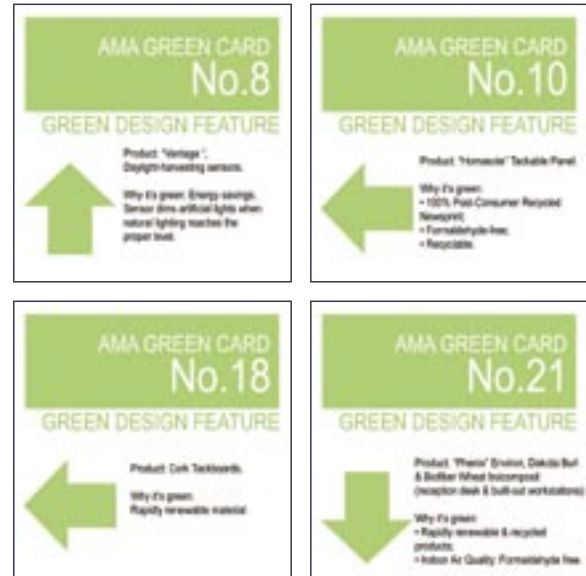 AMA GREEN CARD
No.8
GREEN DESIGN FEATURE
Product: "Vantage",
Daylight-harvesting sensors.
Why it's green: Energy savings.
Sensor dims artificial lights when
natural lighting reaches the
proper level.
AMA GREEN CARD
No.10
GREEN DESIGN FEATURE
Product: "Homasote" Tackable Panel.
Why it's green:
• 100% Post-Consumer Recycled
Newsprint;
• Formaldehyde-free;
• Recyclable.
AMA GREEN CARD
No.18
GREEN DESIGN FEATURE
Product: Cork Tackboards.
Why it's green:
Rapidly renewable material.
AMA GREEN CARD
No.21
GREEN DESIGN FEATURE
Product: "Phenix" Environ, Dakota Burl
& Biofiber Wheat biocomposit
(reception desk & built-out workstations)
Why it's green:
• Rapidly renewable & recycled
products;
• Indoor Air Quality: Formaldehyde free.